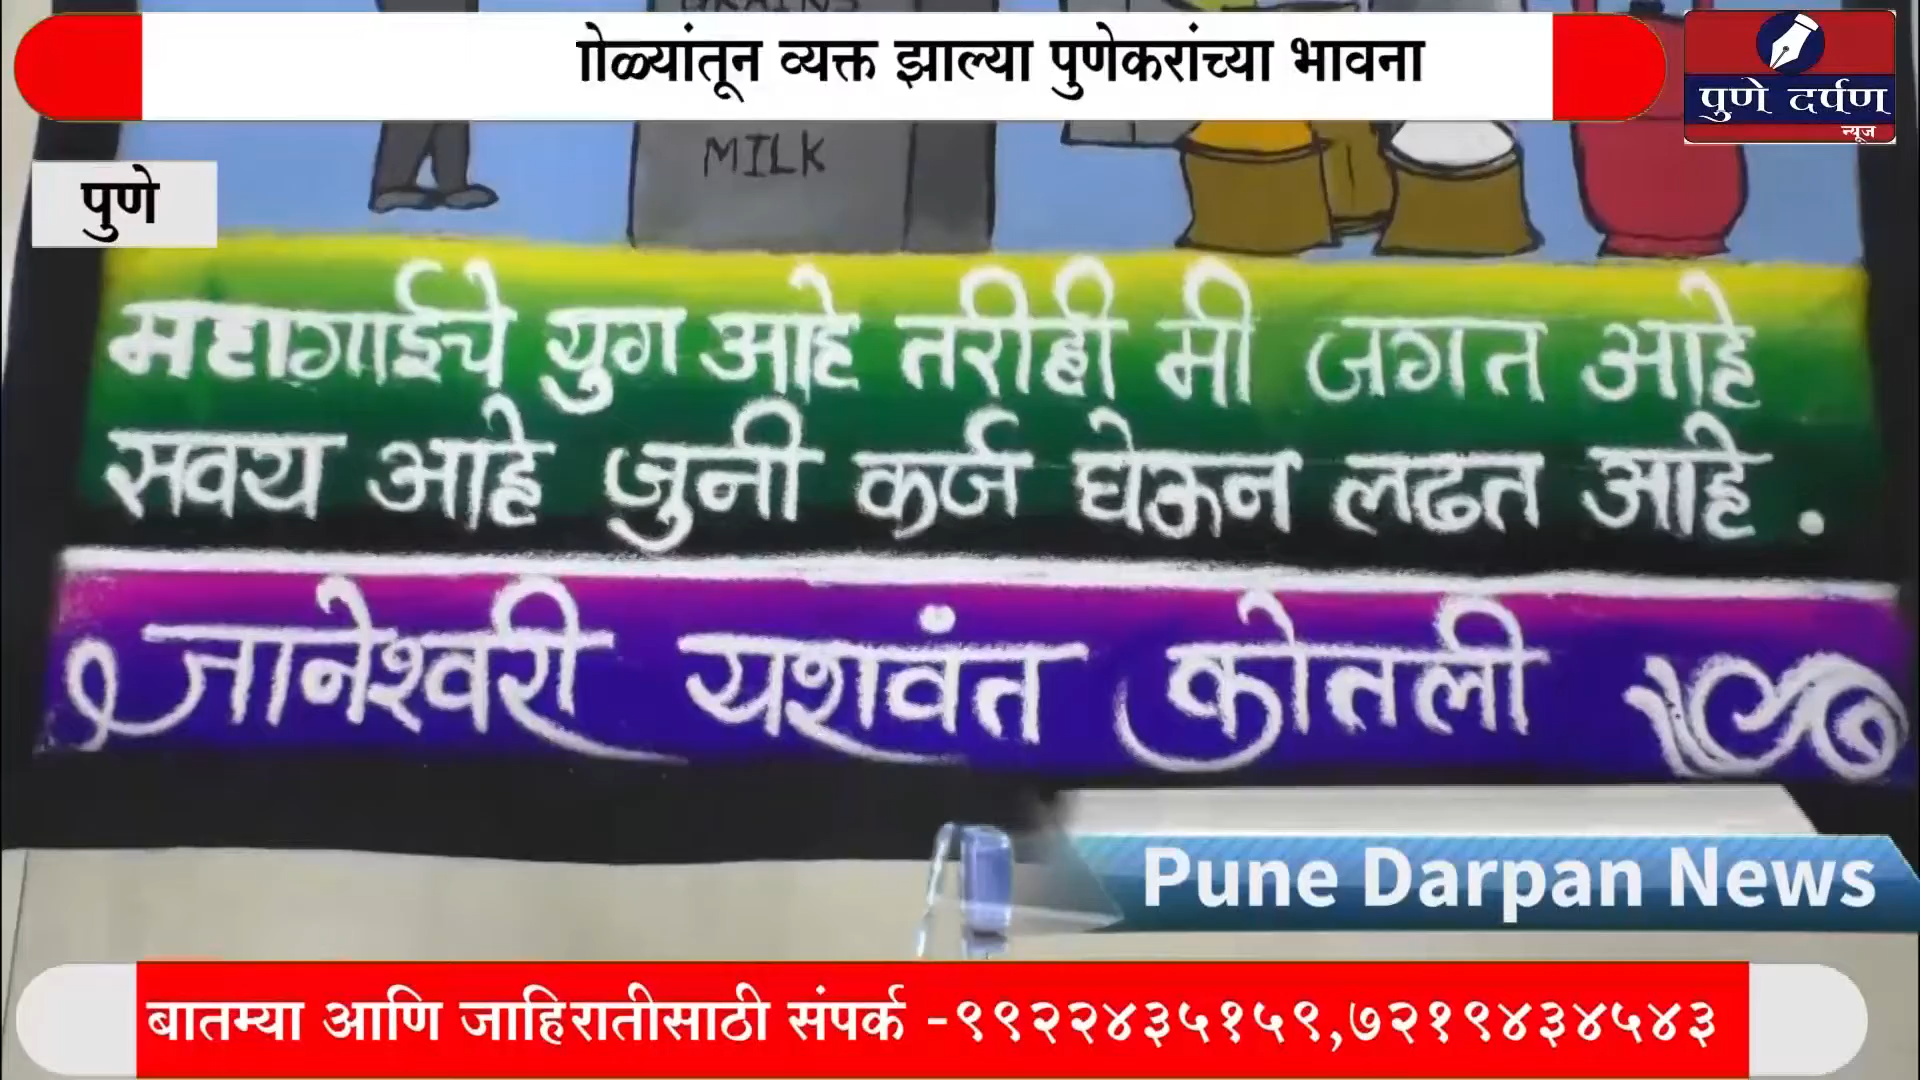 GRAINS
गोळ्यांतून व्यक्त झाल्या पुणेकरांच्या भावना
पुणे दर्पण
न्यूज
MILK
पुणे
महागाईचे युग आहे तरीही मी जगत आहे
सवय आहे जुनी कर्ज घेऊन लढत आहे.
जानेश्वरी यशवंत कोतली
Pune Darpan News
बातम्या आणि जाहिरातीसाठी संपर्क -९९२२४३५१५९,७२१९४३४५४३